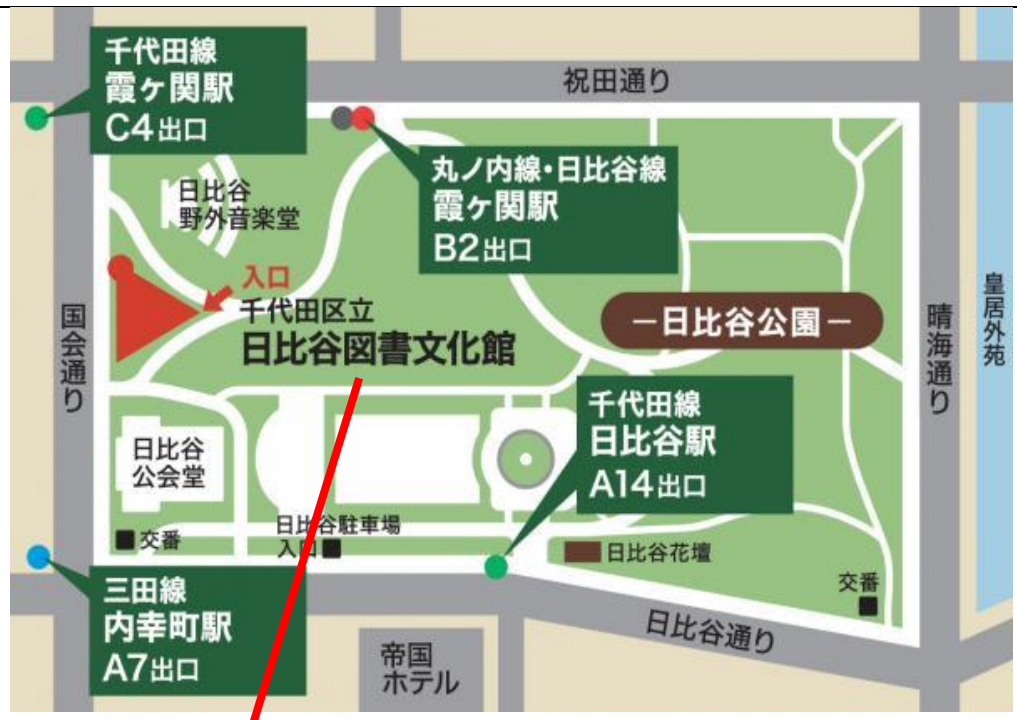 千代田線
霞ヶ関駅
C4出口
祝田通り
丸ノ内線・日比谷線
霞ヶ関駅
B2出口
日比谷
野外音楽堂
入口
千代田区立
日比谷図書文化館
ー日比谷公園ー
国会通り
晴海通り
皇居外苑
千代田線
日比谷駅
A14出口
日比谷
公会堂
交番
日比谷駐車場
入口
日比谷花壇
交番
三田線
内幸町駅
A7出口
日比谷通り
帝国
ホテル